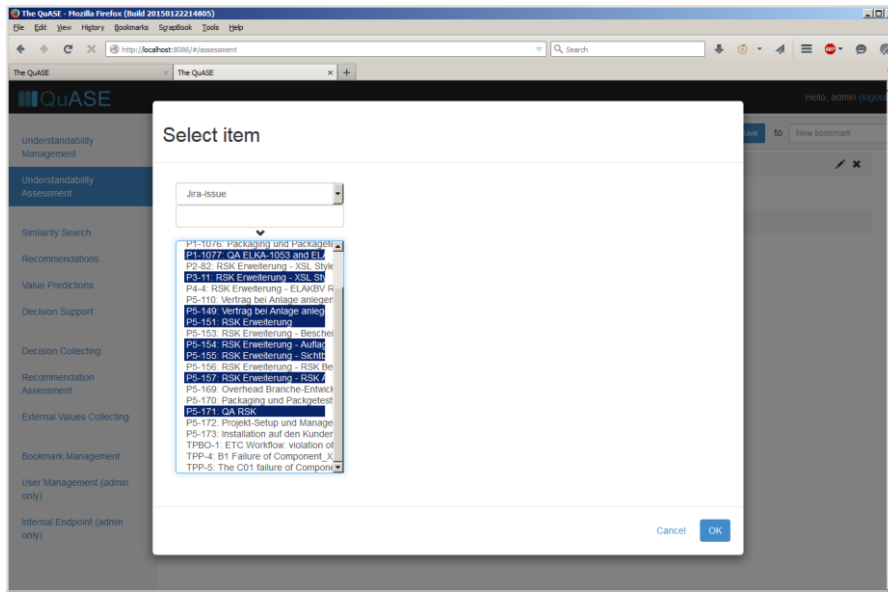 The QuASE - Mozilla Firefox (Build 20150122214805)
File Edit View History Bookmarks ScrapBook Tools Help
http://localhost:8086/#/assessment
Search
The QuASE
The QuASE
QuASE
Hello, admin (logout
Understandability
Management
Understandability
Assessment
Similarity Search
Recommendations
Value Predictions
Decision Support
Decision Collecting
Recommendation
Assessment
External Values Collecting
Bookmark Management
User Management (admin
only)
Internal Endpoint (admin
only)
to
New bookmark
Select item
Jira-Issue
P1-1076: Packaging und Packagete
P1-1077: QA ELKA-1053 and ELA
P2-82: RSK Erweiterung - XSL Style
P3-11: RSK Erweiterung - XSL Sty
P4-4: RSK Erweiterung - ELAKBV R
P5-110: Vertrag bei Anlage anlegen
P5-149: Vertrag bei Anlage anleg
P5-151: RSK Erweiterung
P5-153: RSK Erweiterung - Beschei
P5-154: RSK Erweiterung - Auflag
P5-155: RSK Erweiterung - Sichtb
P5-156: RSK Erweiterung - RSK Be
P5-157: RSK Erweiterung - RSK A
P5-169: Overhead Branche-Entwick
P5-170: Packaging und Packgetest
P5-171: QA RSK
P5-172: Projekt-Setup und Manage
P5-173: Installation auf den Kunden
TPBO-1: ETC Workflow: violation of
TPP-4: B1 Failure of Component_X
TPP-5: The C01 failure of Compone
Cancel
OK